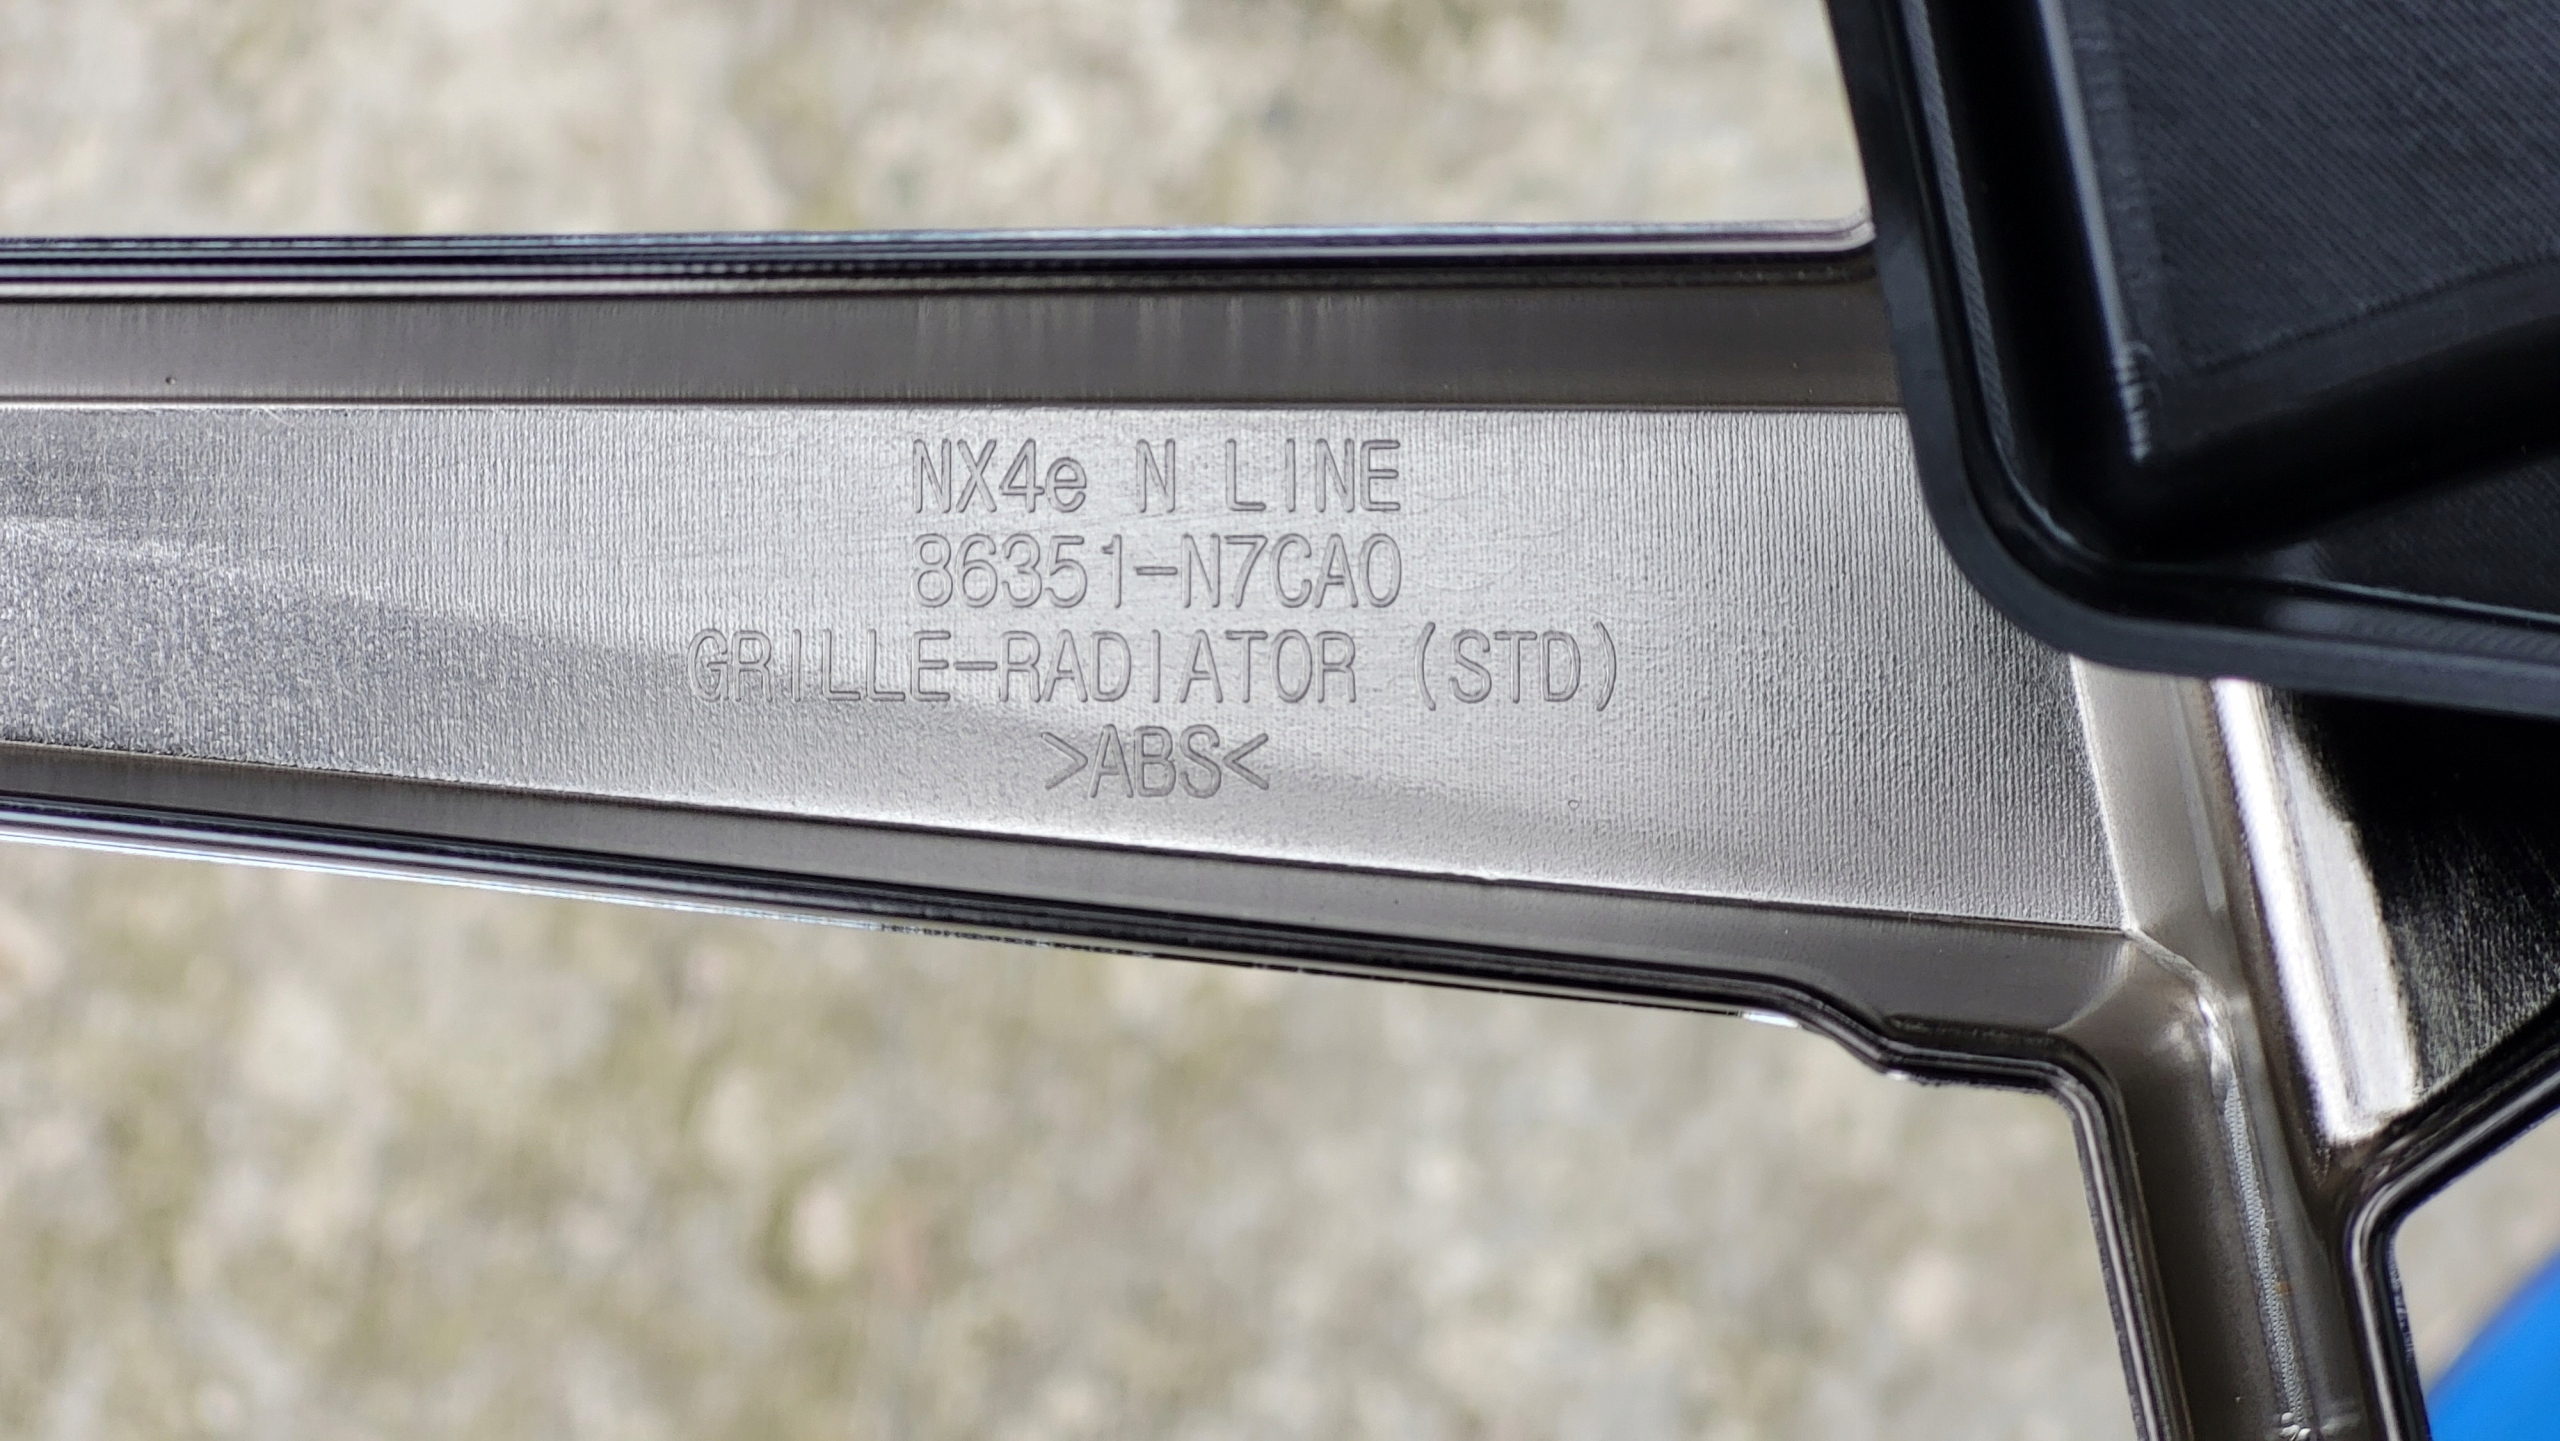 NX4e N LINE
86351-N7CA0
GRILLE-RADIATOR (STD)
>ABS<